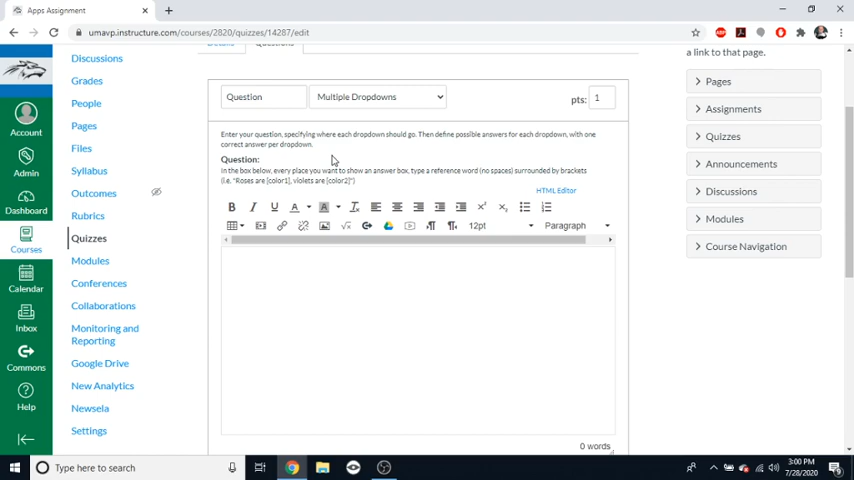 Apps Assignment
umavp.instructure.com/courses/2820/quizzes/14287/edit
Account
Admin
Dashboard
Courses
Calendar
Inbox
Commons
Help
Discussions
Grades
People
Pages
Files
Syllabus
Outcomes
Rubrics
Quizzes
Modules
Conferences
Collaborations
Monitoring and
Reporting
Google Drive
New Analytics
Newsela
Settings
Details
Questions
Question
Multiple Dropdowns
pts: 1
Enter your question, specifying where each dropdown should go. Then define possible answers for each dropdown, with one
correct answer per dropdown.
Question:
In the box below, every place you want to show an answer box, type a reference word (no spaces) surrounded by brackets
(i.e. "Roses are [color1], violets are [color2]")
HTML Editor
12pt
Paragraph
0 words
a link to that page.
Pages
Assignments
Quizzes
Announcements
Discussions
Modules
Course Navigation
Type here to search
3:00 PM
7/28/2020